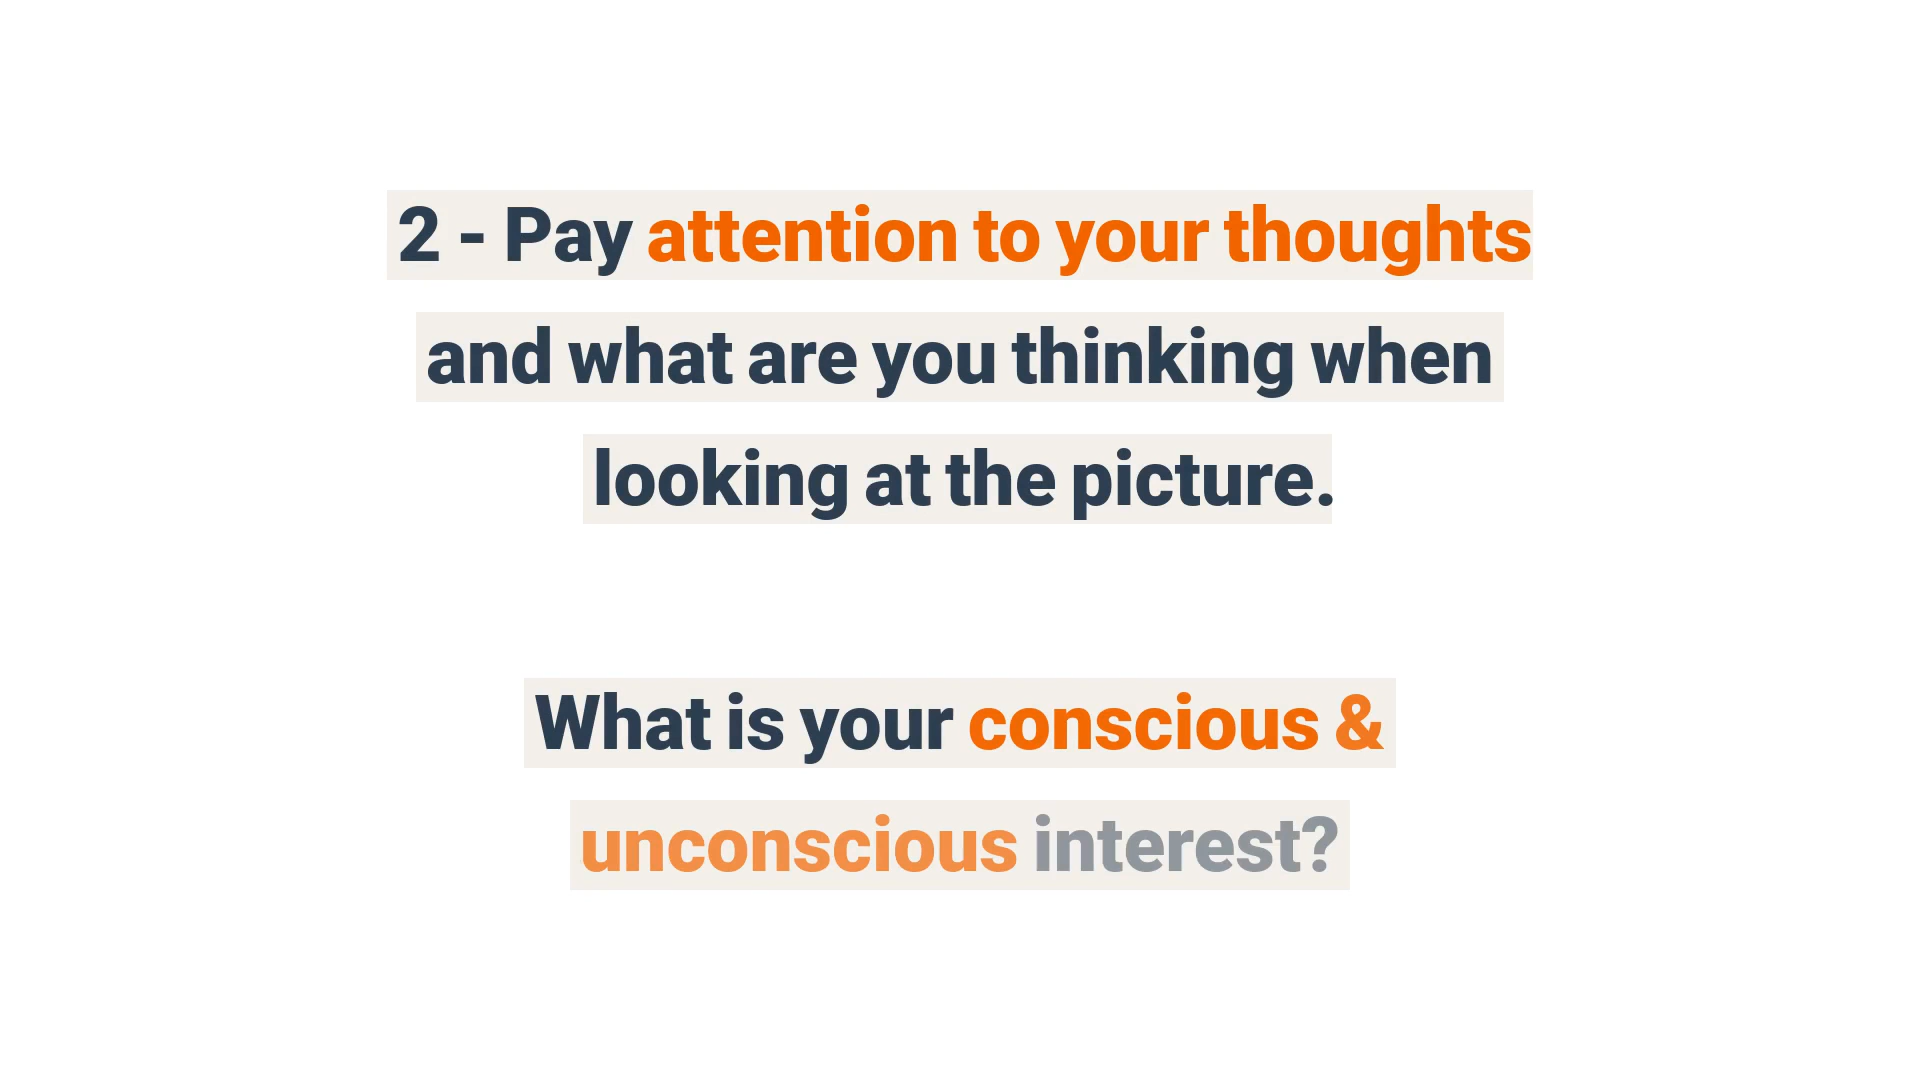 2 - Pay attention to your thoughts
and what are you thinking when
looking at the picture.
What is your conscious &
unconscious interest?